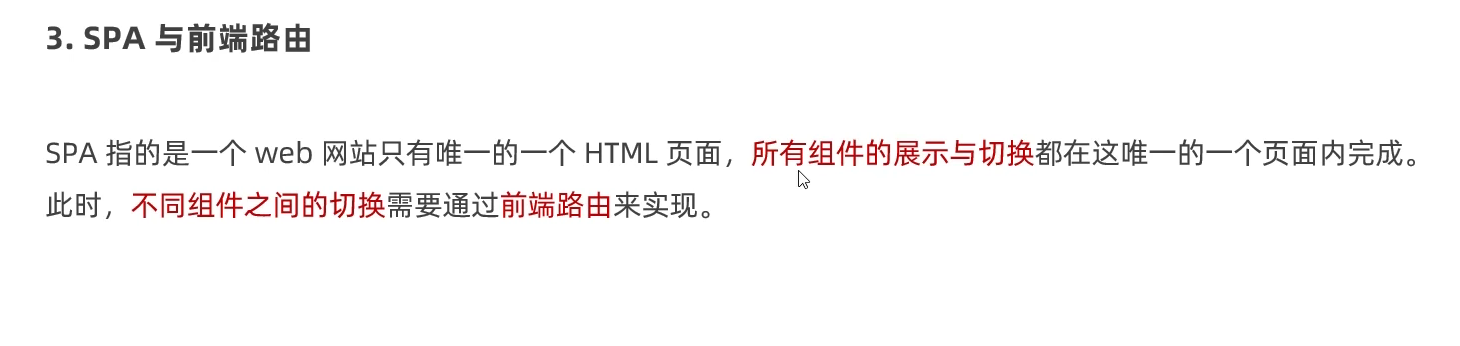 3. SPA 与前端路由
SPA 指的是一个 web 网站只有唯一的一个 HTML 页面，所有组件的展示与切换都在这唯一的一个页面内完成。
此时，不同组件之间的切换需要通过前端路由来实现。